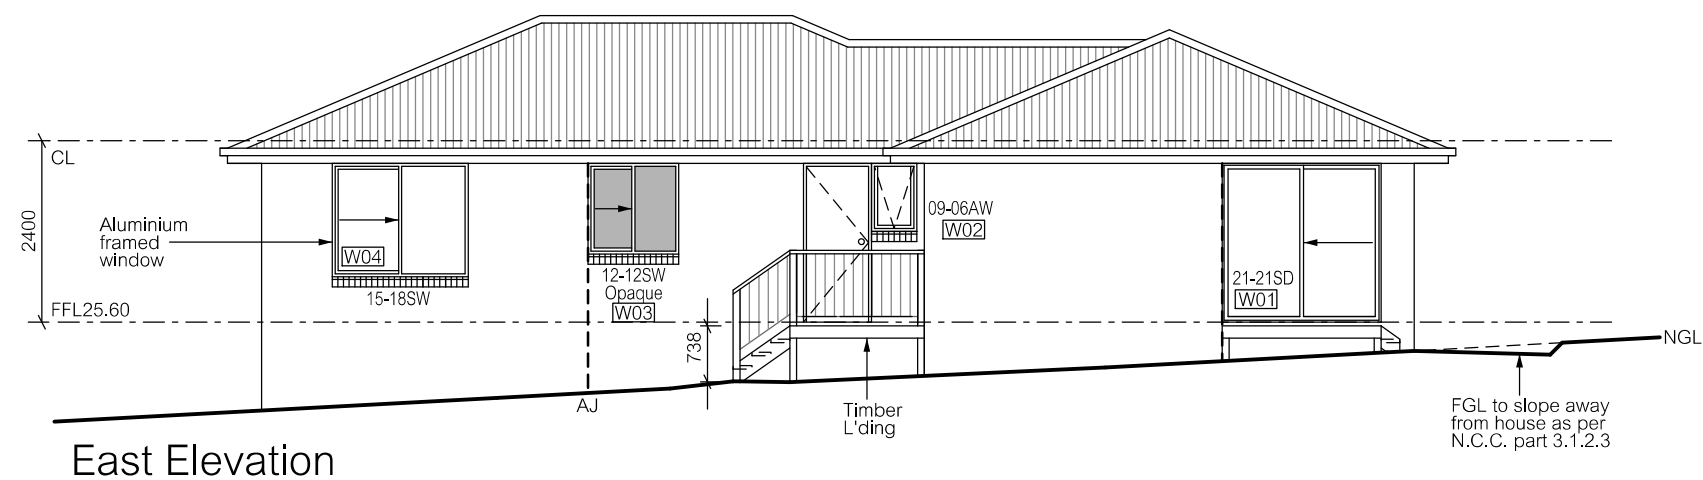 CL
2400
FFL25.60
Aluminium
framed
window
W04
15-18SW
12-12SW
Opaque
W03
09-06AW
W02
21-21SD
W01
738
NGL
AJ
Timber
L'ding
FGL to slope away
from house as per
N.C.C. part 3.1.2.3
East Elevation